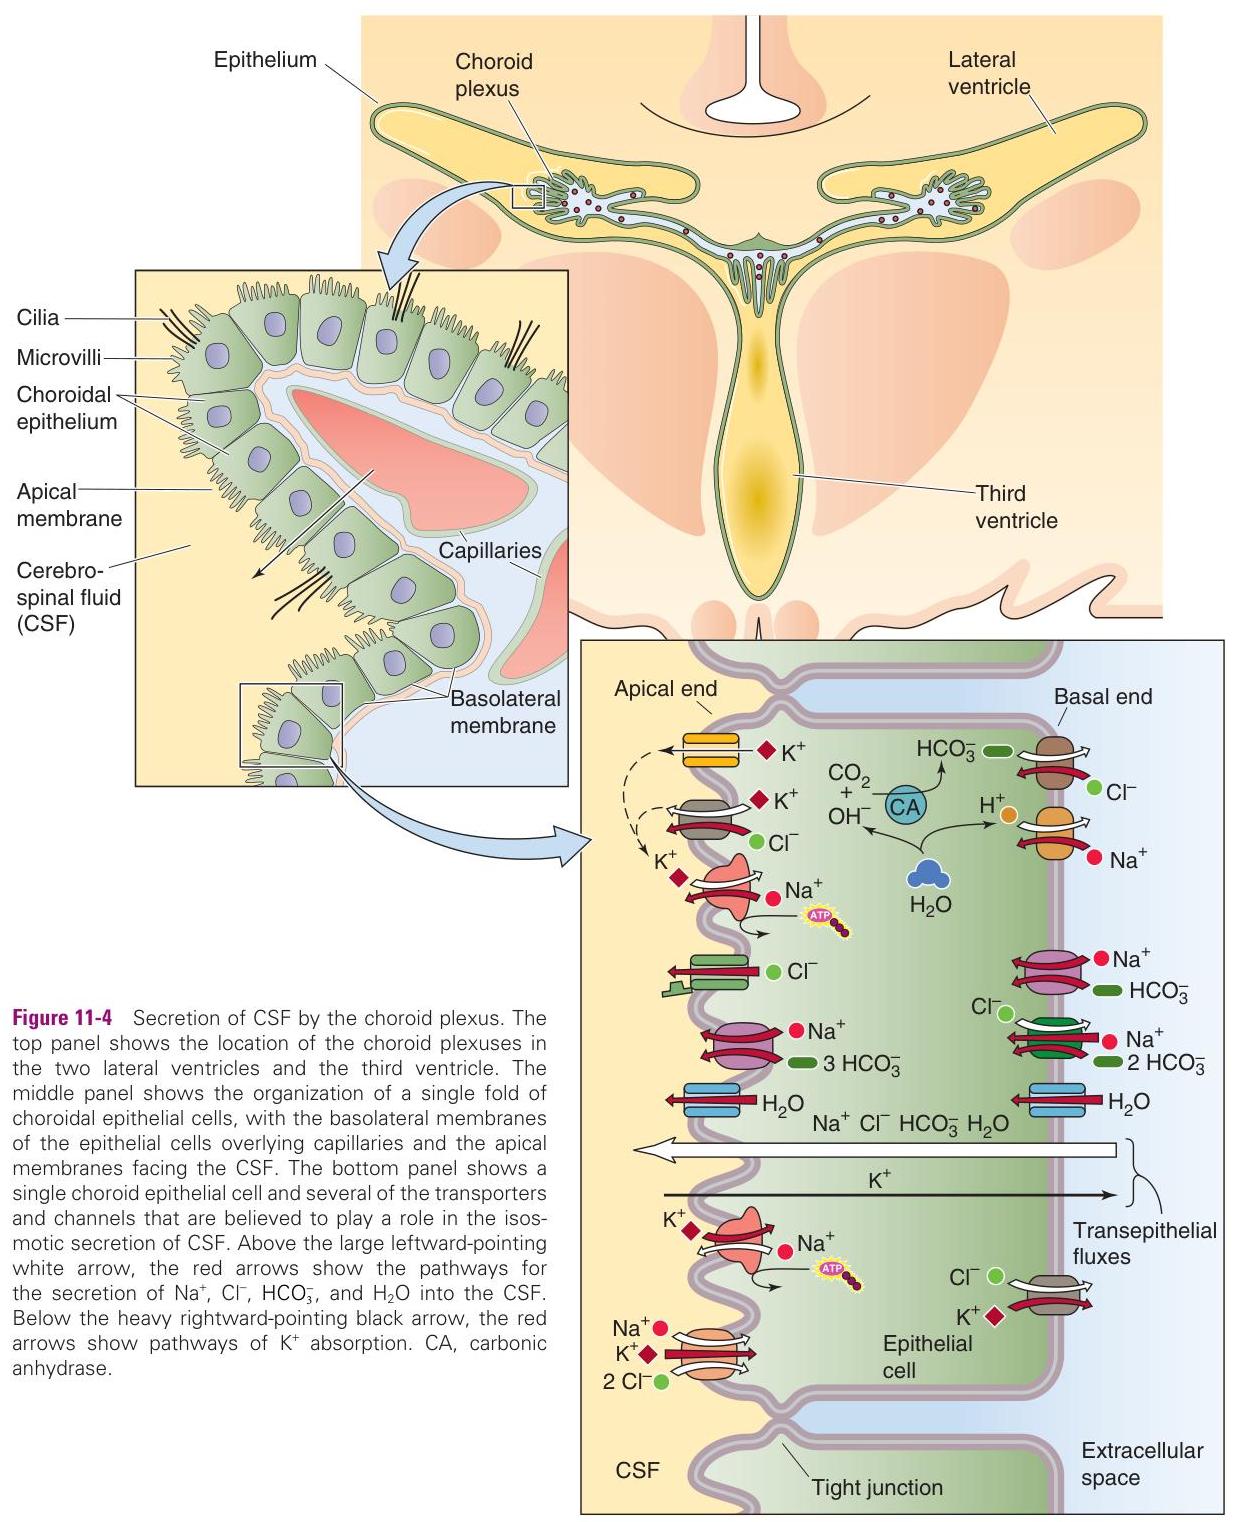 Epithelium
Choroid
plexus
Lateral
ventricle
Cilia
Microvilli
Choroidal
epithelium
Apical
membrane
Cerebro-
spinal fluid
(CSF)
Capillaries
Basolateral
membrane
Third
ventricle
Apical end
Basal end
K⁺
HCO₃⁻
Cl⁻
CO₂
+
OH⁻
CA
H⁺
K⁺
Cl⁻
Na⁺
K⁺
Na⁺
ATP
H₂O
Cl⁻
Na⁺
HCO₃⁻
Cl⁻
Na⁺
2 HCO₃⁻
Na⁺
3 HCO₃⁻
H₂O
H₂O
Na⁺ Cl⁻ HCO₃⁻ H₂O
K⁺
Transepithelial
fluxes
K⁺
Na⁺
ATP
Cl⁻
K⁺
Na⁺
K⁺
2 Cl⁻
Epithelial
cell
CSF
Tight junction
Extracellular
space
Figure 11-4 Secretion of CSF by the choroid plexus. The
top panel shows the location of the choroid plexuses in
the two lateral ventricles and the third ventricle. The
middle panel shows the organization of a single fold of
choroidal epithelial cells, with the basolateral membranes
of the epithelial cells overlying capillaries and the apical
membranes facing the CSF. The bottom panel shows a
single choroid epithelial cell and several of the transporters
and channels that are believed to play a role in the isos-
motic secretion of CSF. Above the large leftward-pointing
white arrow, the red arrows show the pathways for
the secretion of Na⁺, Cl⁻, HCO₃⁻, and H₂O into the CSF.
Below the heavy rightward-pointing black arrow, the red
arrows show pathways of K⁺ absorption. CA, carbonic
anhydrase.